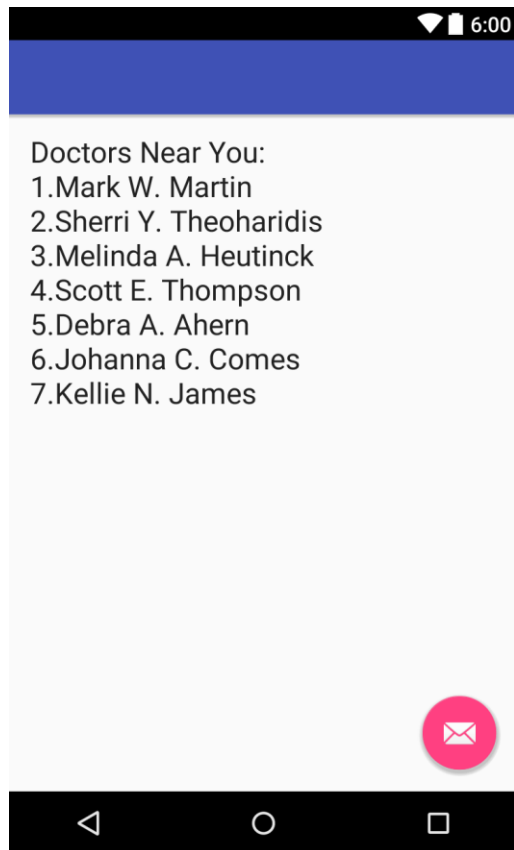 6:00
Doctors Near You:
1.Mark W. Martin
2.Sherri Y. Theoharidis
3.Melinda A. Heutinck
4.Scott E. Thompson
5.Debra A. Ahern
6.Johanna C. Comes
7.Kellie N. James